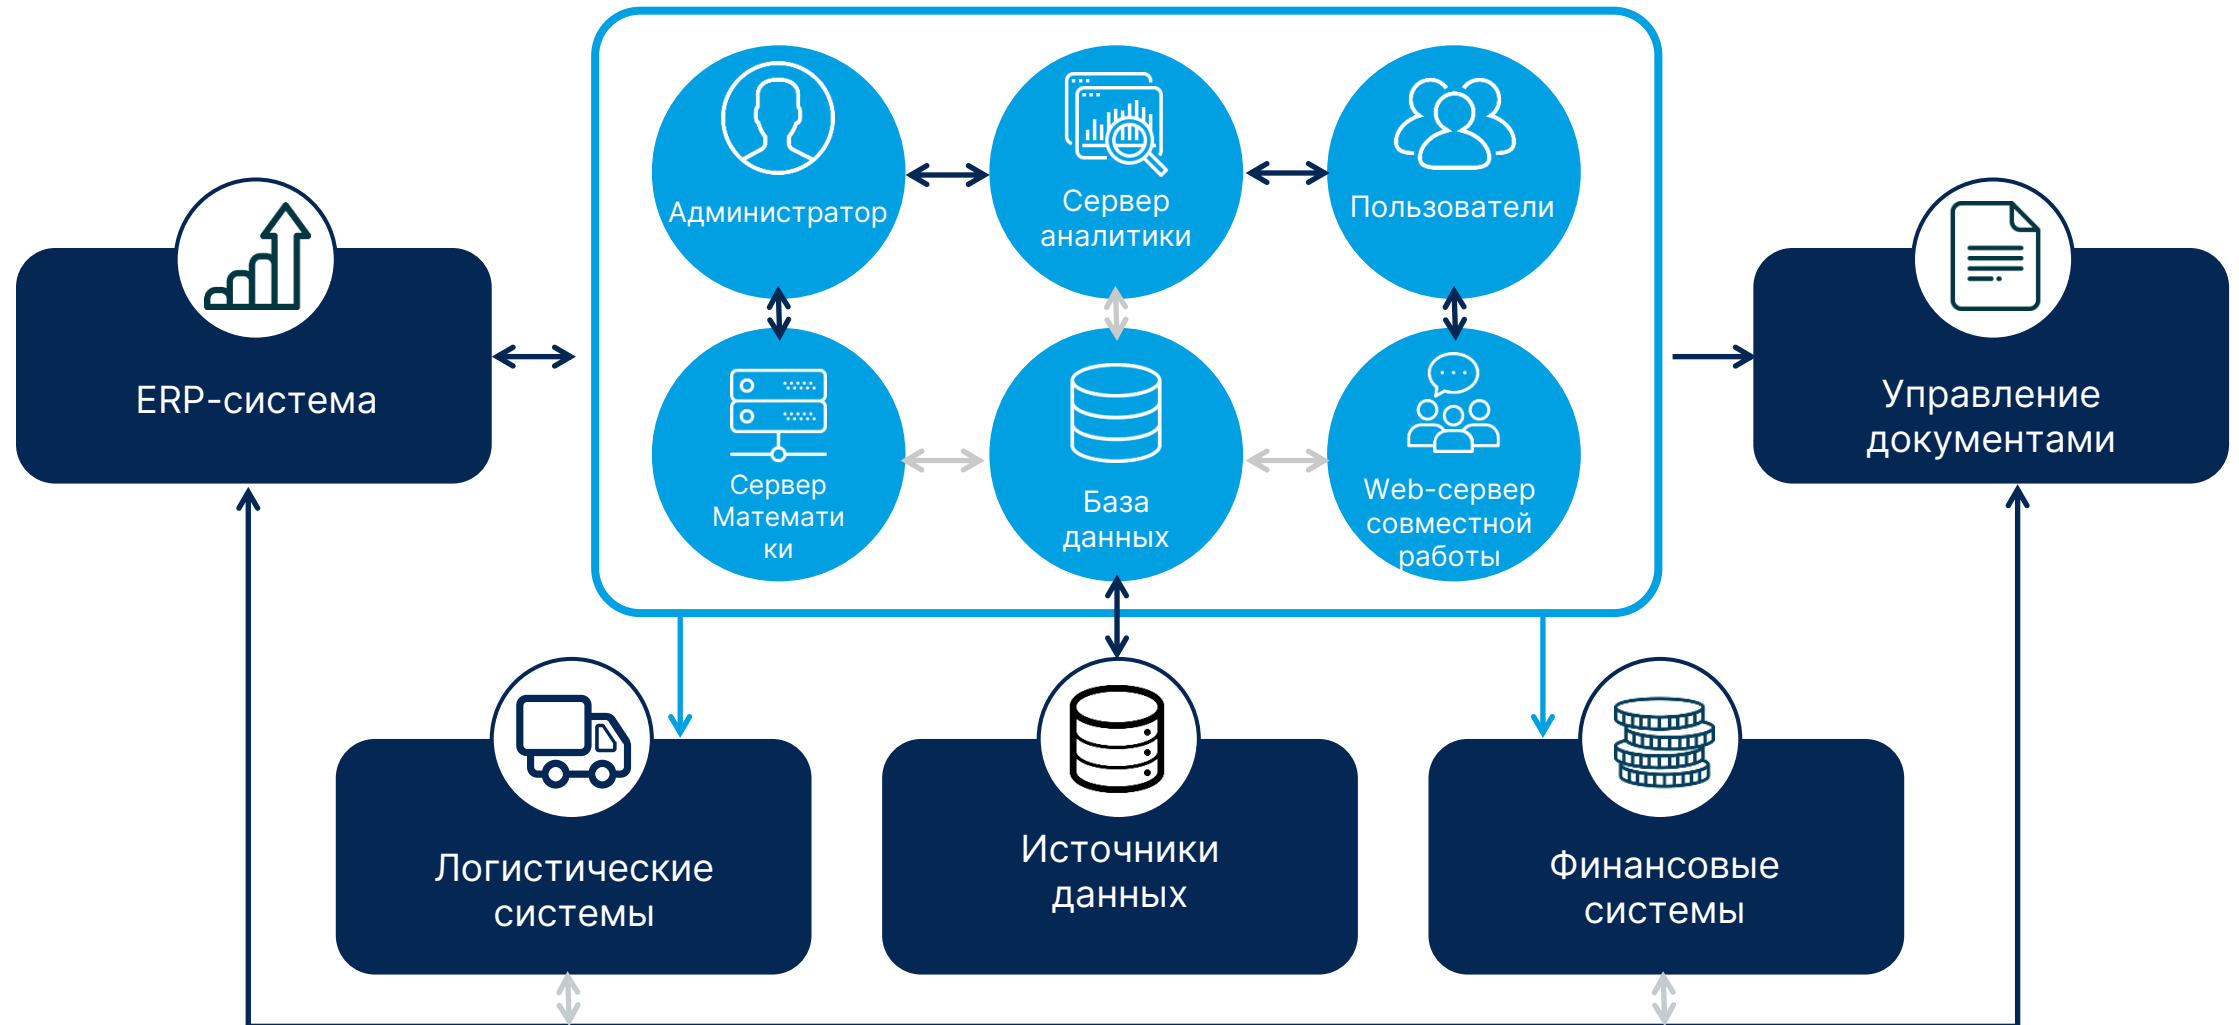 Администратор
Сервер
аналитики
Пользователи
ERP-система
Сервер
Математи
ки
База
данных
Web-сервер
совместной
работы
Управление
документами
Логистические
системы
Источники
данных
Финансовые
системы